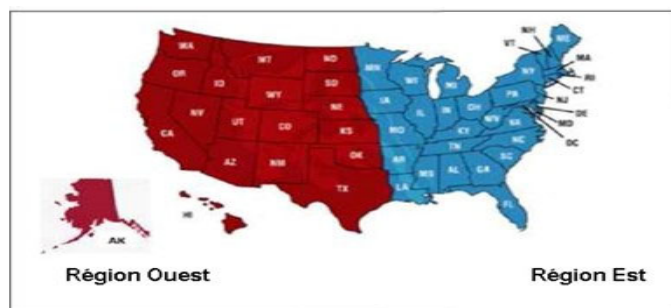 NH
ME
VT
WA
MT
ND
MN
MA
OR
ID
SD
WI
MI
NY
RI
WY
CT
IA
PA
NJ
NE
NV
IL
IN
OH
DE
UT
CO
MD
WV
VA
CA
KS
MO
KY
DC
NC
TN
AZ
NM
OK
AR
SC
MS
AL
GA
TX
LA
FL
HI
AK
Région Ouest
Région Est